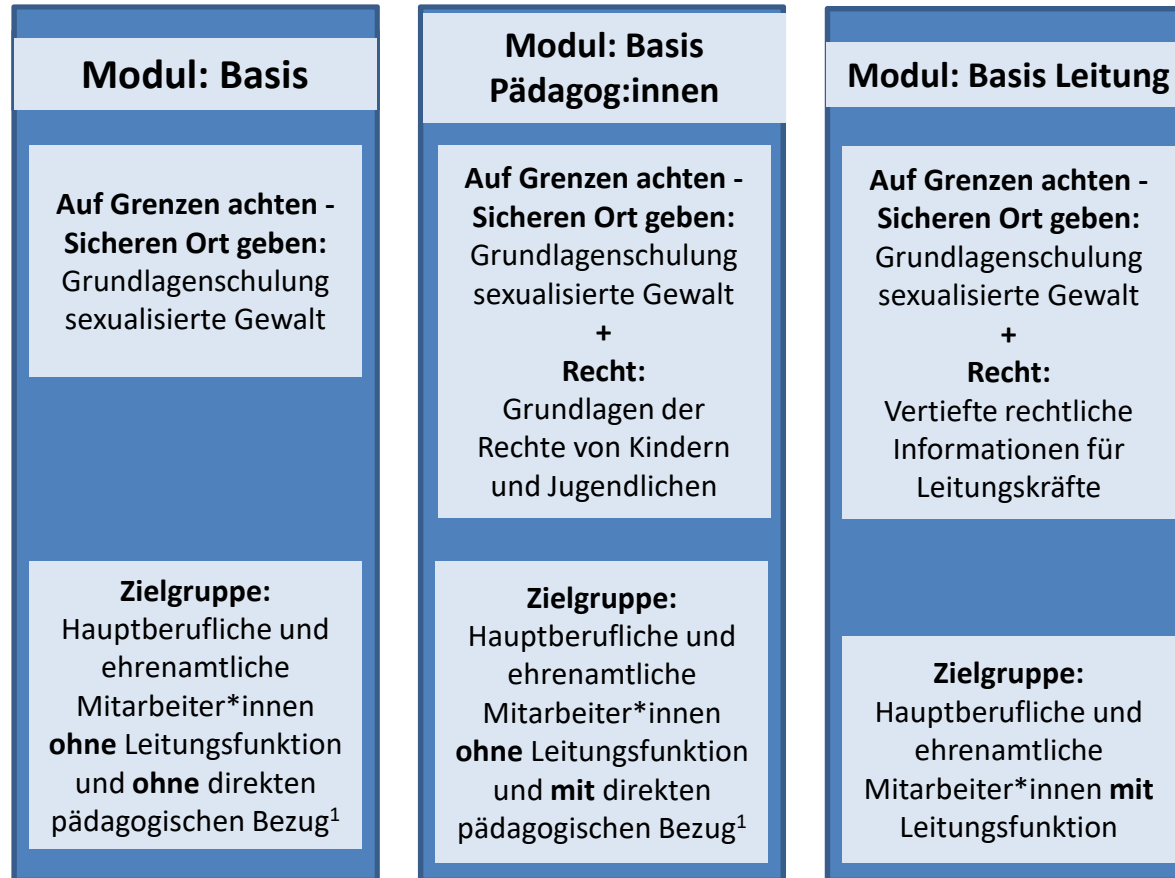 Modul: Basis
Auf Grenzen achten -
Sicheren Ort geben:
Grundlagenschulung
sexualisierte Gewalt
Zielgruppe:
Hauptberufliche und
ehrenamtliche
Mitarbeiter*innen
ohne Leitungsfunktion
und ohne direkten
pädagogischen Bezug¹
Modul: Basis
Pädagog:innen
Auf Grenzen achten -
Sicheren Ort geben:
Grundlagenschulung
sexualisierte Gewalt
+
Recht:
Grundlagen der
Rechte von Kindern
und Jugendlichen
Zielgruppe:
Hauptberufliche und
ehrenamtliche
Mitarbeiter*innen
ohne Leitungsfunktion
und mit direkten
pädagogischen Bezug¹
Modul: Basis Leitung
Auf Grenzen achten -
Sicheren Ort geben:
Grundlagenschulung
sexualisierte Gewalt
+
Recht:
Vertiefte rechtliche
Informationen für
Leitungskräfte
Zielgruppe:
Hauptberufliche und
ehrenamtliche
Mitarbeiter*innen mit
Leitungsfunktion